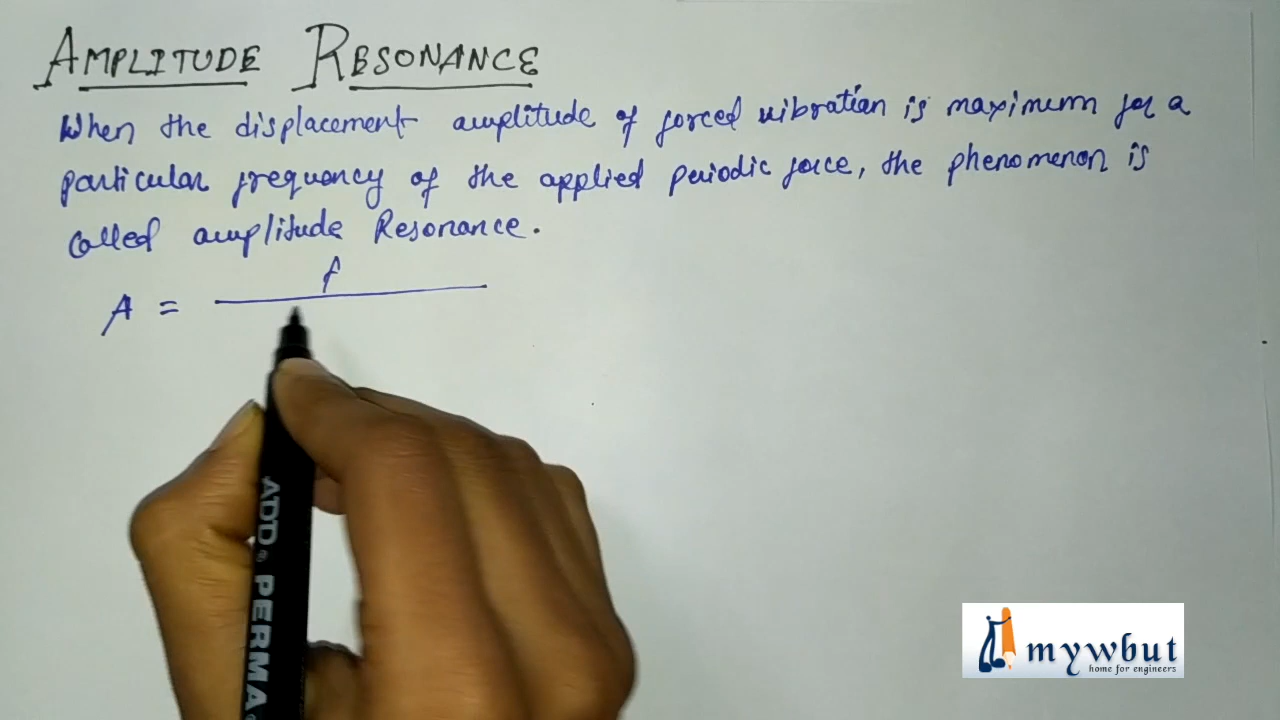 AMPLITUDE RESONANCE
When the displacement amplitude of forced vibration is maximum for a
particular frequency of the applied periodic force, the phenomenon is
called amplitude Resonance.
f
A =
ADD® PERMA
mywbut
home for engineers